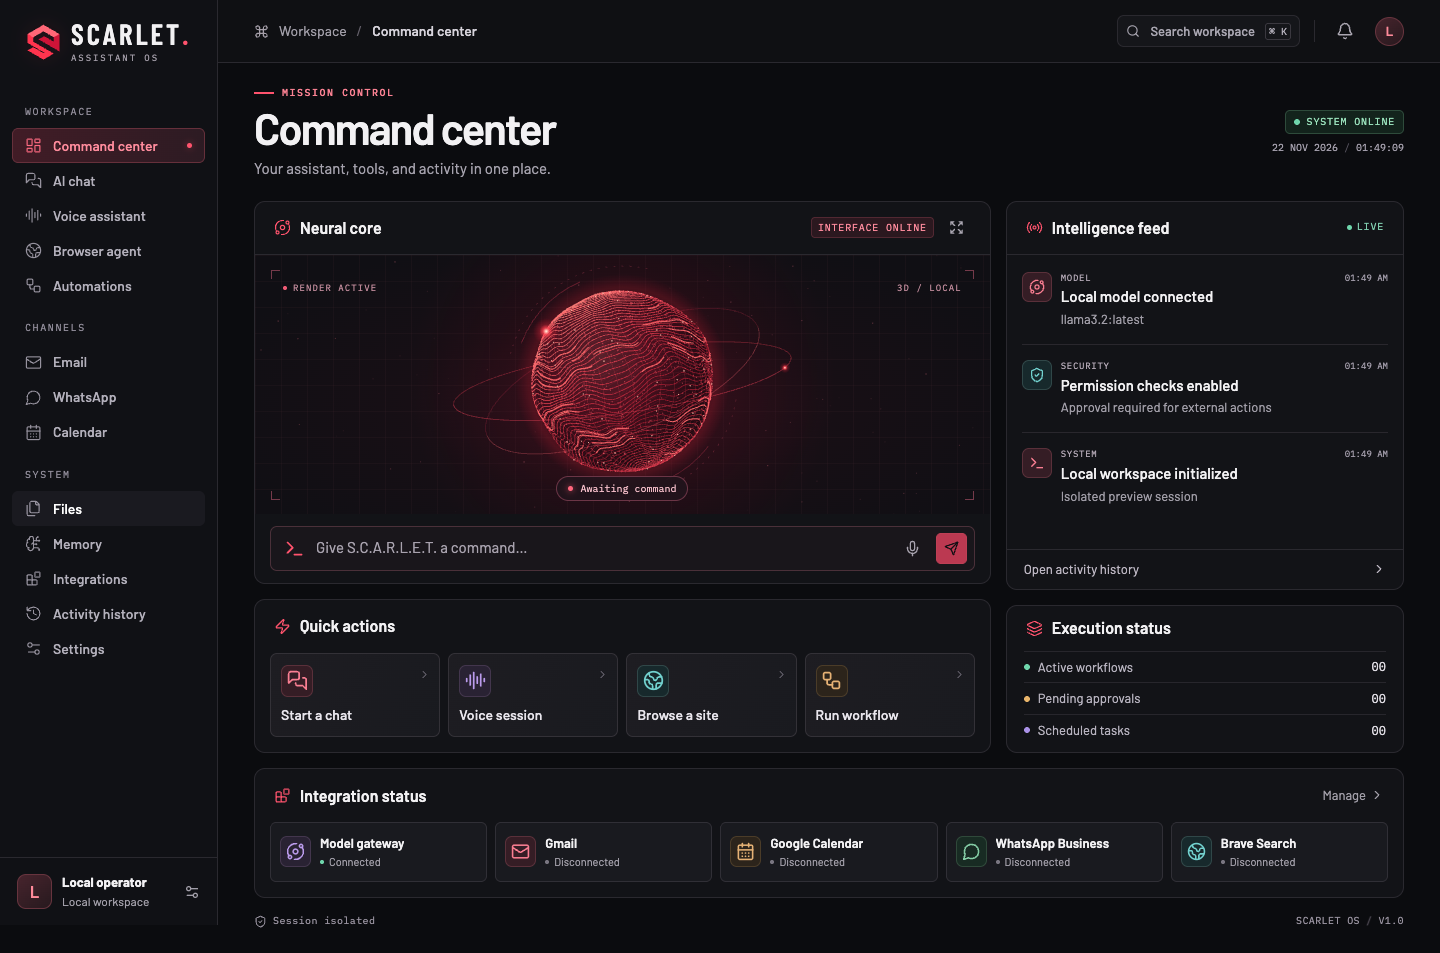 SCARLET.
ASSISTANT OS
WORKSPACE
Command center
AI chat
Voice assistant
Browser agent
Automations
CHANNELS
Email
WhatsApp
Calendar
SYSTEM
Files
Memory
Integrations
Activity history
Settings
L
Local operator
Local workspace
Workspace / Command center
Search workspace ⌘ K
L
MISSION CONTROL
Command center
Your assistant, tools, and activity in one place.
SYSTEM ONLINE
22 NOV 2026 / 01:49:09
Neural core
INTERFACE ONLINE
RENDER ACTIVE
3D / LOCAL
Awaiting command
Give S.C.A.R.L.E.T. a command...
Intelligence feed
LIVE
MODEL
01:49 AM
Local model connected
llama3.2:latest
SECURITY
01:49 AM
Permission checks enabled
Approval required for external actions
SYSTEM
01:49 AM
Local workspace initialized
Isolated preview session
Open activity history
Quick actions
Start a chat
Voice session
Browse a site
Run workflow
Execution status
Active workflows 00
Pending approvals 00
Scheduled tasks 00
Integration status
Manage
Model gateway
Connected
Gmail
Disconnected
Google Calendar
Disconnected
WhatsApp Business
Disconnected
Brave Search
Disconnected
Session isolated
SCARLET OS / V1.0